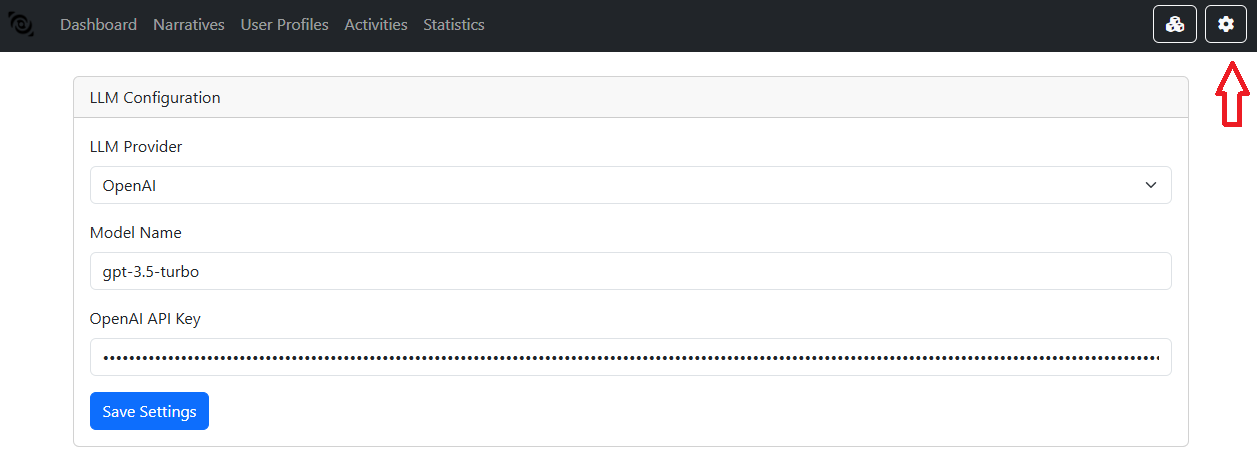 Dashboard Narratives User Profiles Activities Statistics
LLM Configuration
LLM Provider
OpenAI
Model Name
gpt-3.5-turbo
OpenAI API Key
Save Settings